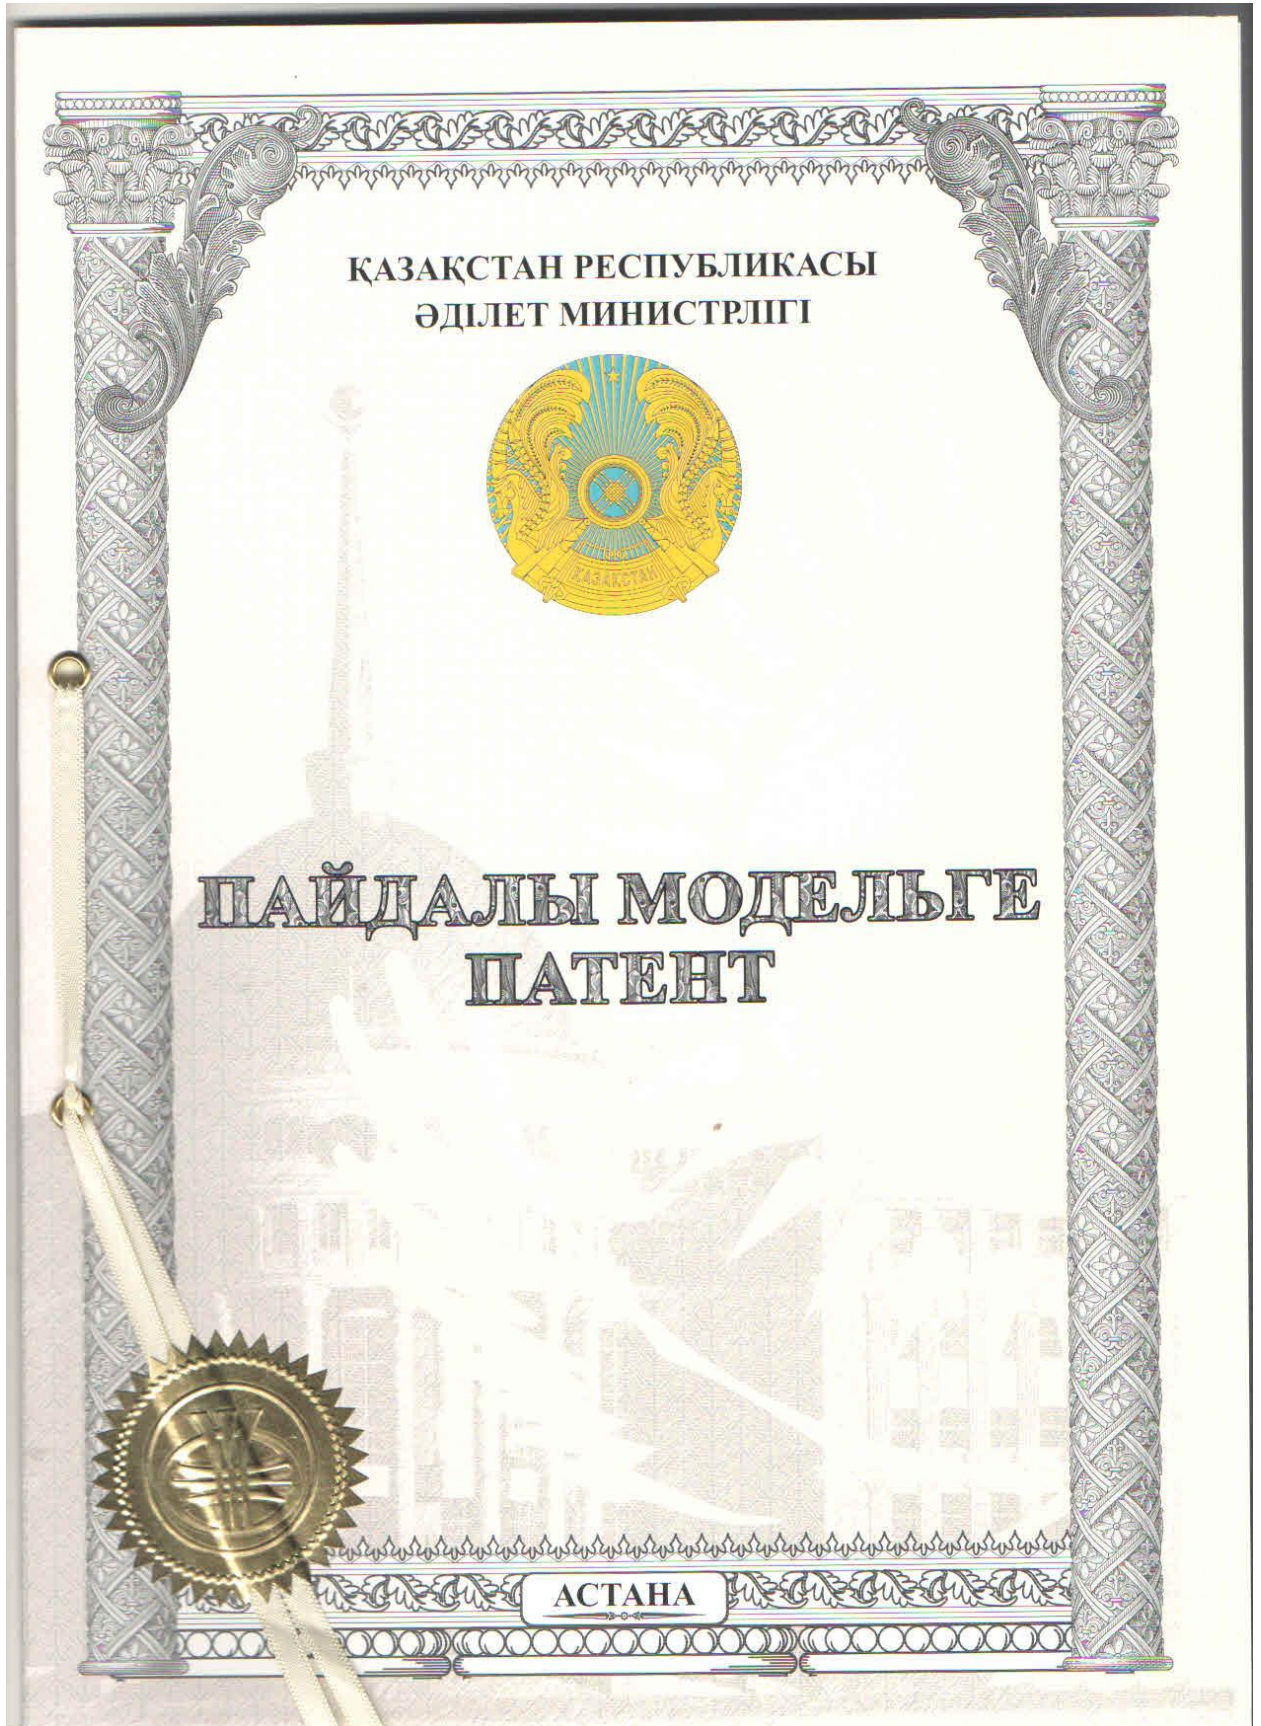 ҚАЗАҚСТАН РЕСПУБЛИКАСЫ
ӘДІЛЕТ МИНИСТРЛІГІ
ҚАЗАҚСТАН
ПАЙДАЛЫ МОДЕЛЬГЕ
ПАТЕНТ
АСТАНА